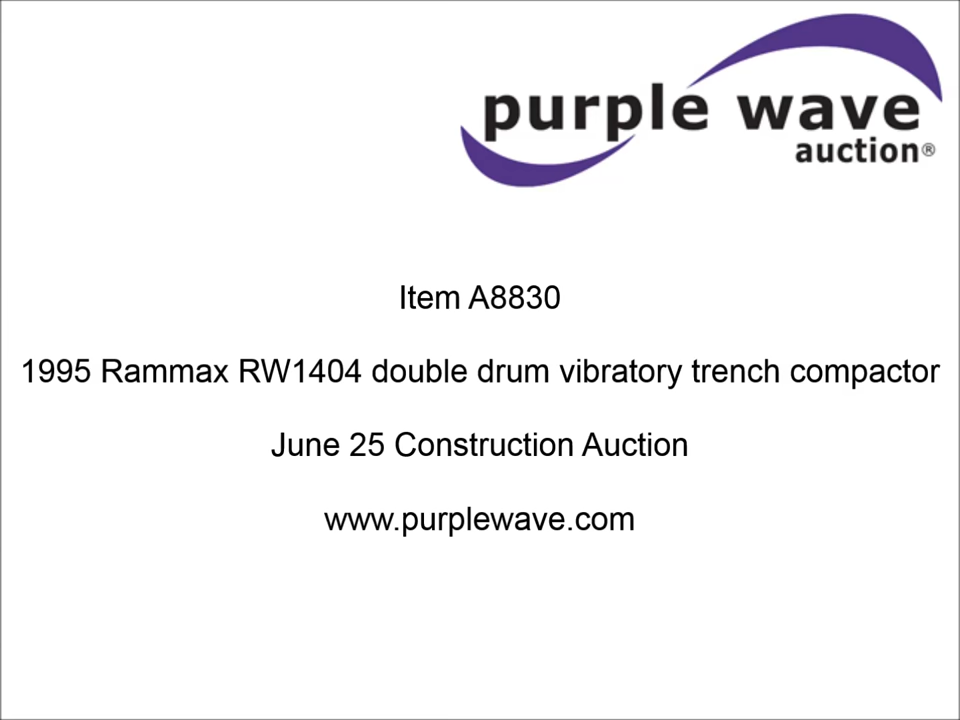 purple wave
auction®
Item A8830
1995 Rammax RW1404 double drum vibratory trench compactor
June 25 Construction Auction
www.purplewave.com